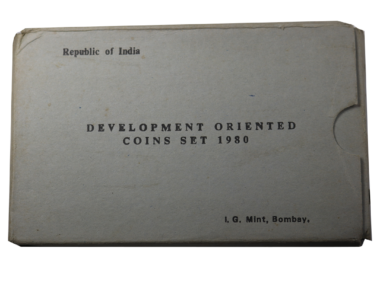 Republic of India
DEVELOPMENT ORIENTED
COINS SET 1980
I. G. Mint, Bombay.